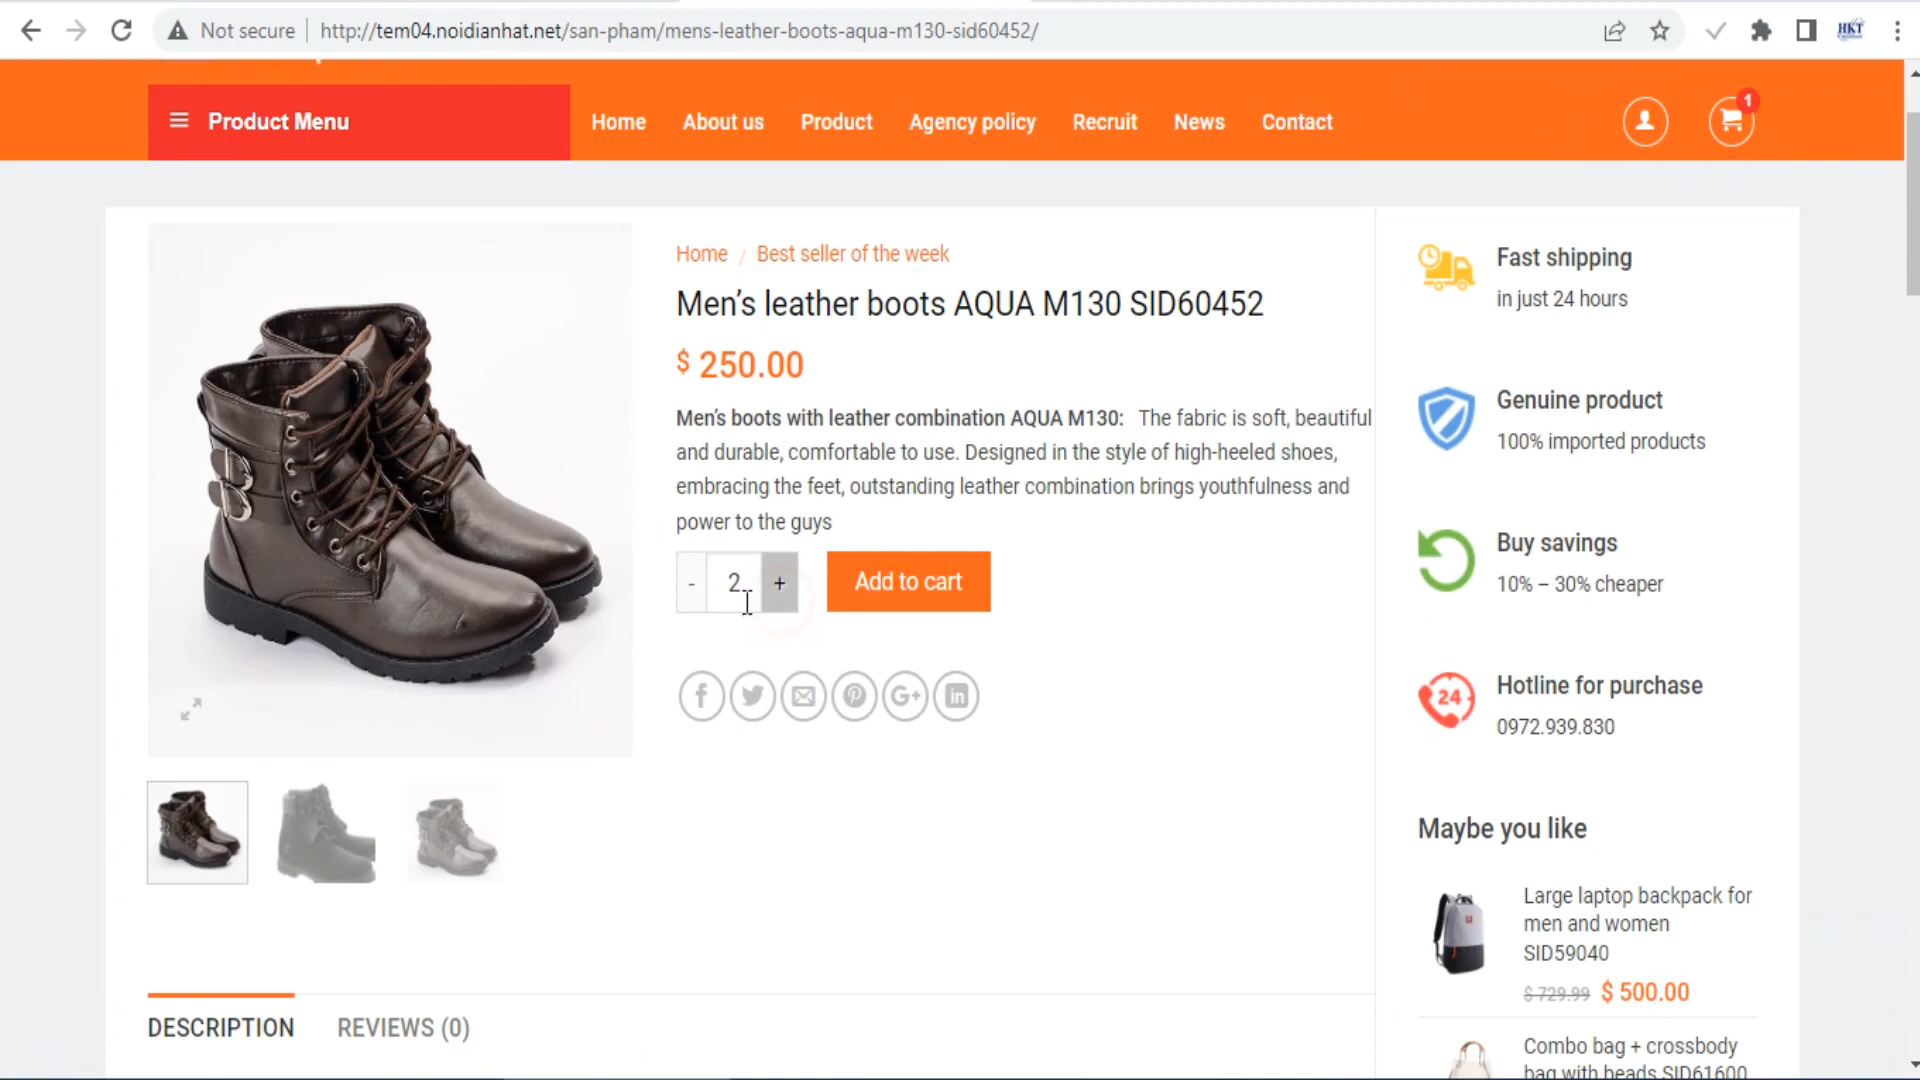 Not secure
http://tem04.noidianhat.net/san-pham/mens-leather-boots-aqua-m130-sid60452/
HKT
Product Menu
Home
About us
Product
Agency policy
Recruit
News
Contact
1
Home / Best seller of the week
Men’s leather boots AQUA M130 SID60452
$ 250.00
Men’s boots with leather combination AQUA M130: The fabric is soft, beautiful
and durable, comfortable to use. Designed in the style of high-heeled shoes,
embracing the feet, outstanding leather combination brings youthfulness and
power to the guys
- 2 +
Add to cart
DESCRIPTION
REVIEWS (0)
Fast shipping
in just 24 hours
Genuine product
100% imported products
Buy savings
10% – 30% cheaper
24
Hotline for purchase
0972.939.830
Maybe you like
Large laptop backpack for
men and women
SID59040
$ 729.99 $ 500.00
Combo bag + crossbody
bag with beads SID61600